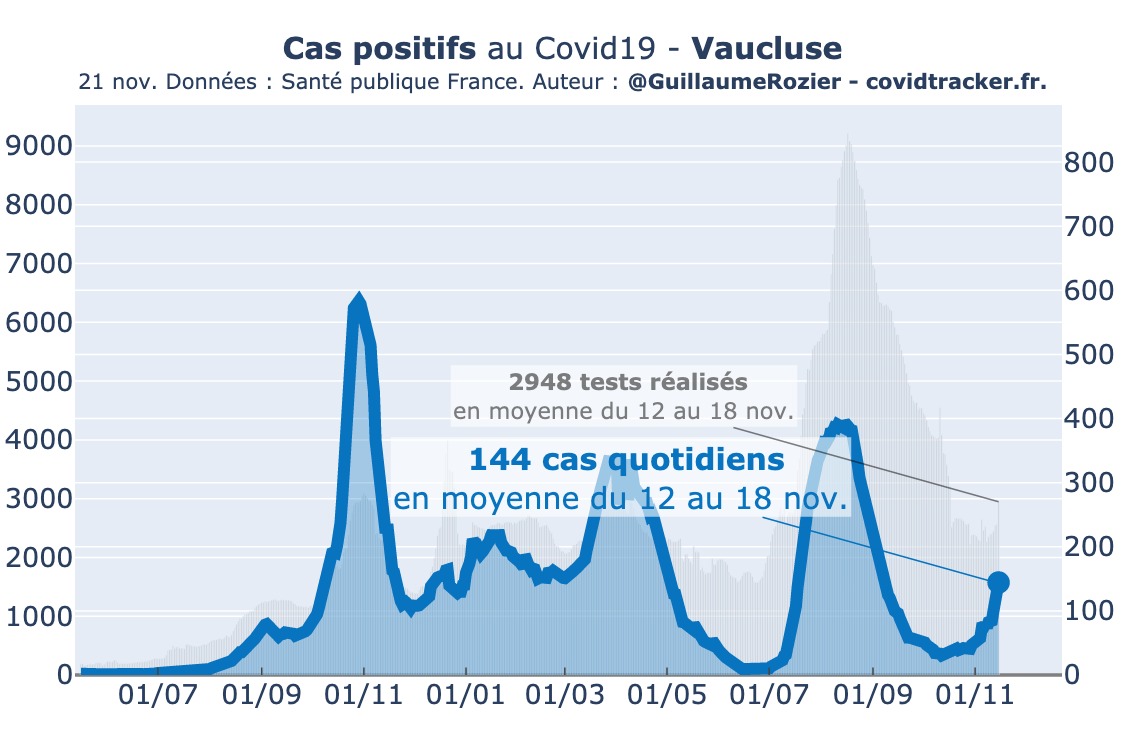 Cas positifs au Covid19 - Vaucluse
21 nov. Données : Santé publique France. Auteur : @GuillaumeRozier - covidtracker.fr.
9000
8000
7000
6000
5000
4000
3000
2000
1000
0
800
700
600
500
400
300
200
100
0
2948 tests réalisés
en moyenne du 12 au 18 nov.
144 cas quotidiens
en moyenne du 12 au 18 nov.
01/07 01/09 01/11 01/01 01/03 01/05 01/07 01/09 01/11